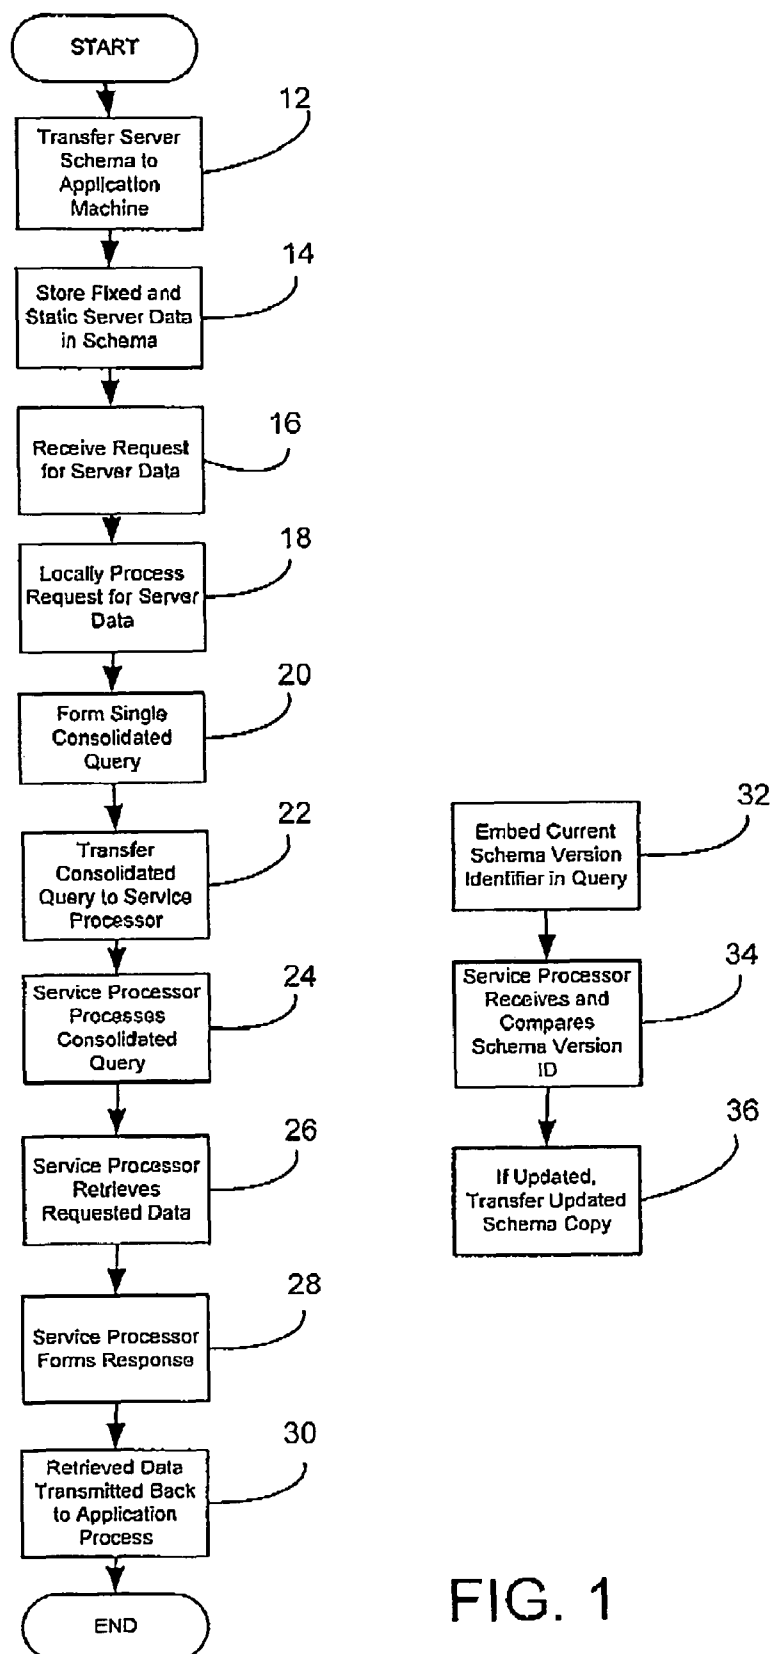 START
12
Transfer Server
Schema to
Application
Machine
14
Store Fixed and
Static Server Data
in Schema
16
Receive Request
for Server Data
18
Locally Process
Request for Server
Data
20
Form Single
Consolidated
Query
22
Transfer
Consolidated
Query to Service
Processor
24
Service Processor
Processes
Consolidated
Query
26
Service Processor
Retrieves
Requested Data
28
Service Processor
Forms Response
30
Retrieved Data
Transmitted Back
to Application
Process
END
32
Embed Current
Schema Version
Identifier in Query
34
Service Processor
Receives and
Compares
Schema Version
ID
36
If Updated,
Transfer Updated
Schema Copy
FIG. 1